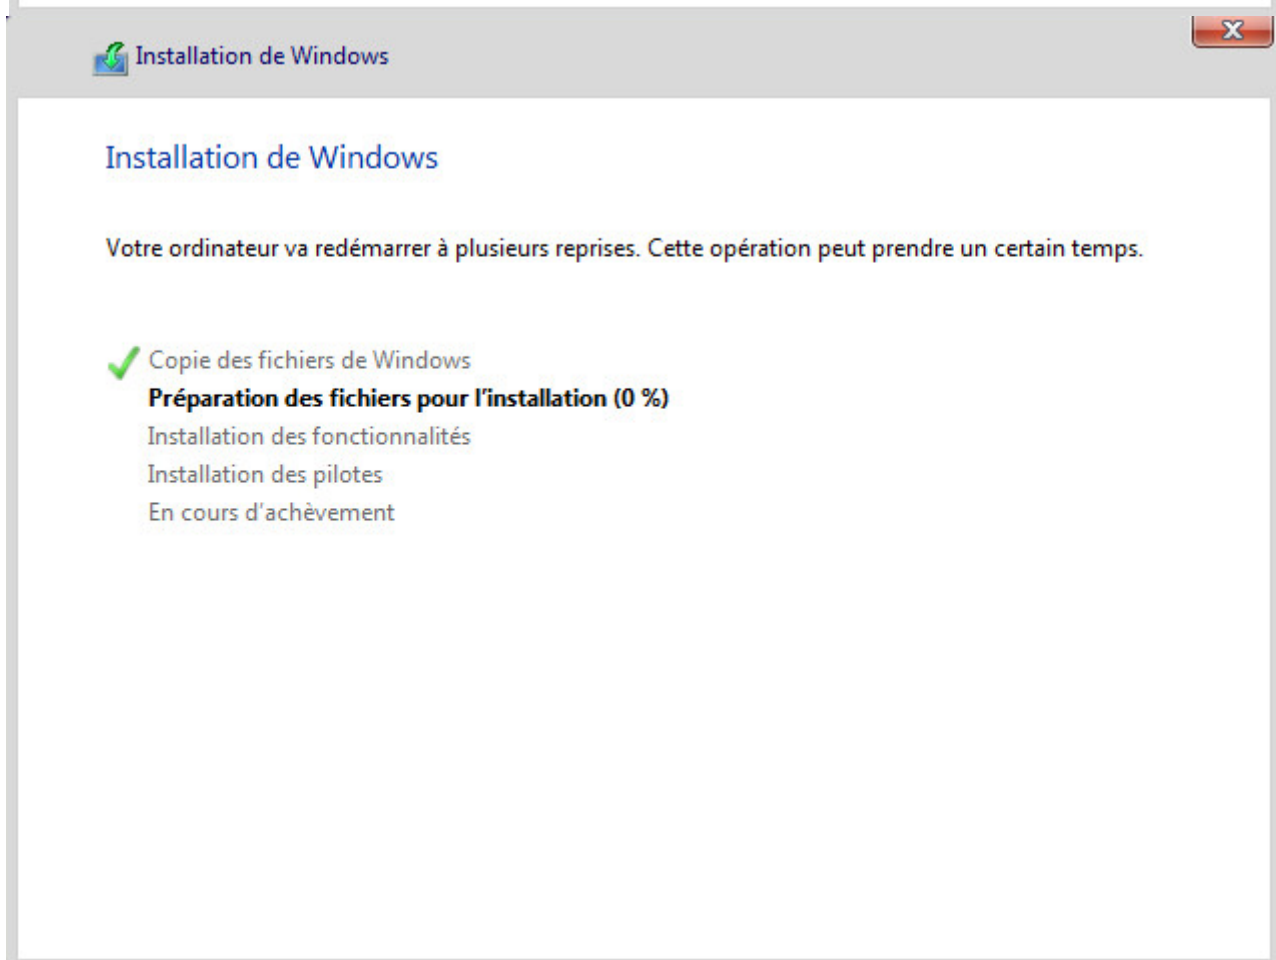 Installation de Windows
Installation de Windows
Votre ordinateur va redémarrer à plusieurs reprises. Cette opération peut prendre un certain temps.
Copie des fichiers de Windows
Préparation des fichiers pour l'installation (0 %)
Installation des fonctionnalités
Installation des pilotes
En cours d'achèvement